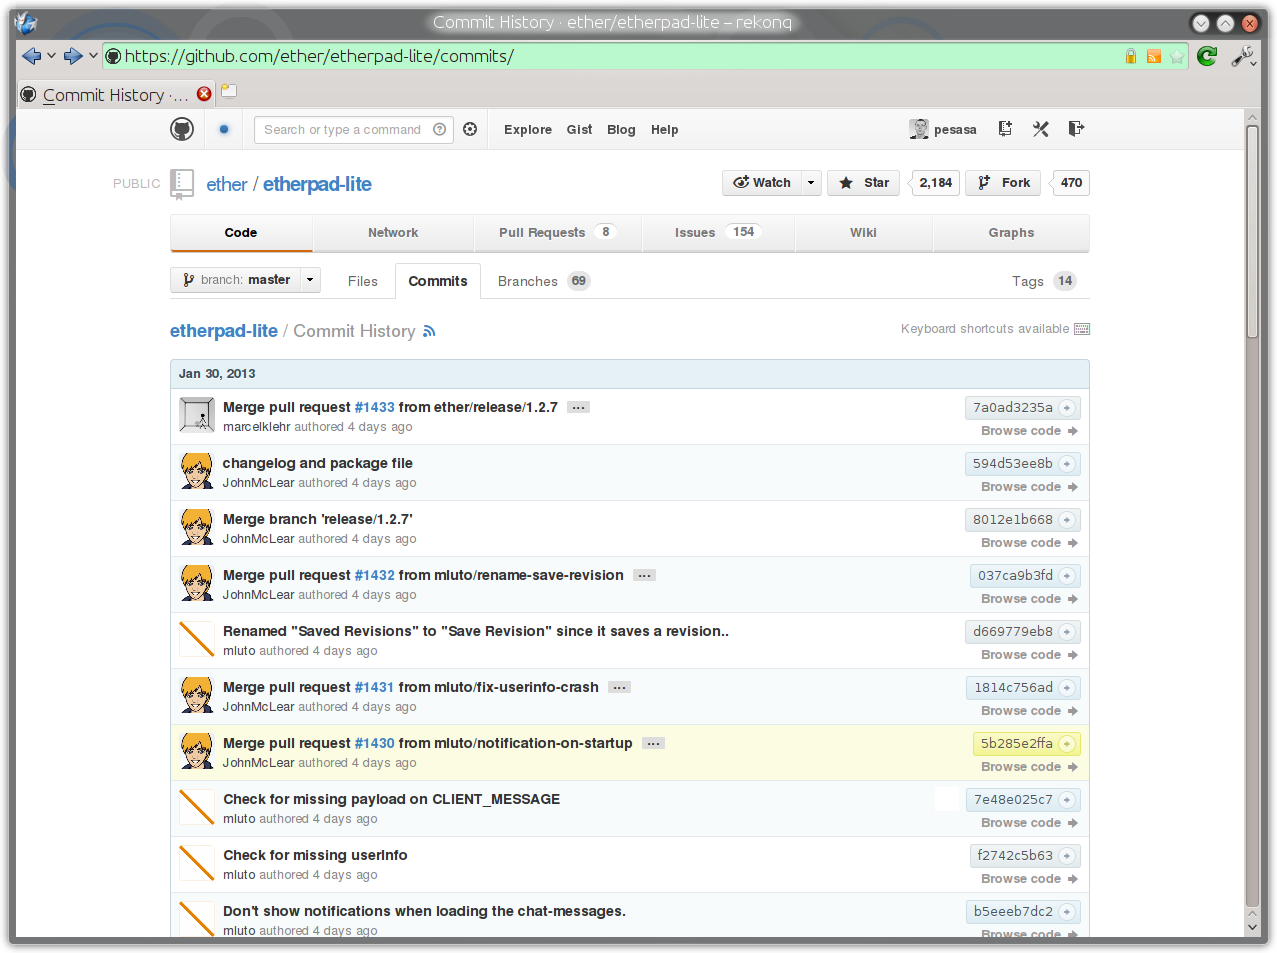 Commit History · ether/etherpad-lite – rekonq
https://github.com/ether/etherpad-lite/commits/
Commit History ·...
Search or type a command
Explore Gist Blog Help
pesasa
PUBLIC ether / etherpad-lite
Watch Star 2,184 Fork 470
Code Network Pull Requests 8 Issues 154 Wiki Graphs
branch: master Files Commits Branches 69 Tags 14
etherpad-lite / Commit History
Keyboard shortcuts available
Jan 30, 2013
Merge pull request #1433 from ether/release/1.2.7 ... 7a0ad3235a
marcelklehr authored 4 days ago Browse code
changelog and package file 594d53ee8b
JohnMcLear authored 4 days ago Browse code
Merge branch 'release/1.2.7' 8012e1b668
JohnMcLear authored 4 days ago Browse code
Merge pull request #1432 from mluto/rename-save-revision ... 037ca9b3fd
JohnMcLear authored 4 days ago Browse code
Renamed "Saved Revisions" to "Save Revision" since it saves a revision.. d669779eb8
mluto authored 4 days ago Browse code
Merge pull request #1431 from mluto/fix-userinfo-crash ... 1814c756ad
JohnMcLear authored 4 days ago Browse code
Merge pull request #1430 from mluto/notification-on-startup ... 5b285e2ffa
JohnMcLear authored 4 days ago Browse code
Check for missing payload on CLIENT_MESSAGE 7e48e025c7
mluto authored 4 days ago Browse code
Check for missing userInfo f2742c5b63
mluto authored 4 days ago Browse code
Don't show notifications when loading the chat-messages. b5eeeb7dc2
mluto authored 4 days ago Browse code